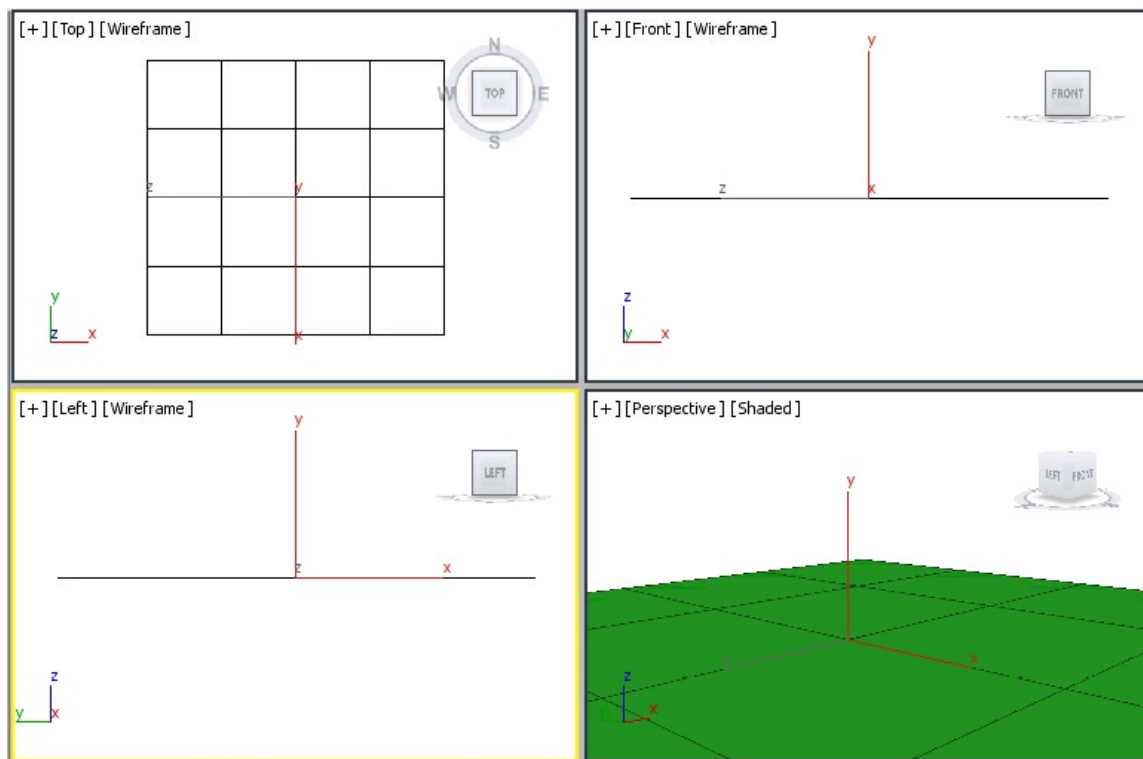 [+] [Top] [Wireframe]
N
W TOP E
S
z y
x
y
z x
[+] [Front] [Wireframe]
y
FRONT
z x
z
y x
[+] [Left] [Wireframe]
y
LEFT
z x
z
y x
[+] [Perspective] [Shaded]
LEFT FRONT
y
z x
z
y x